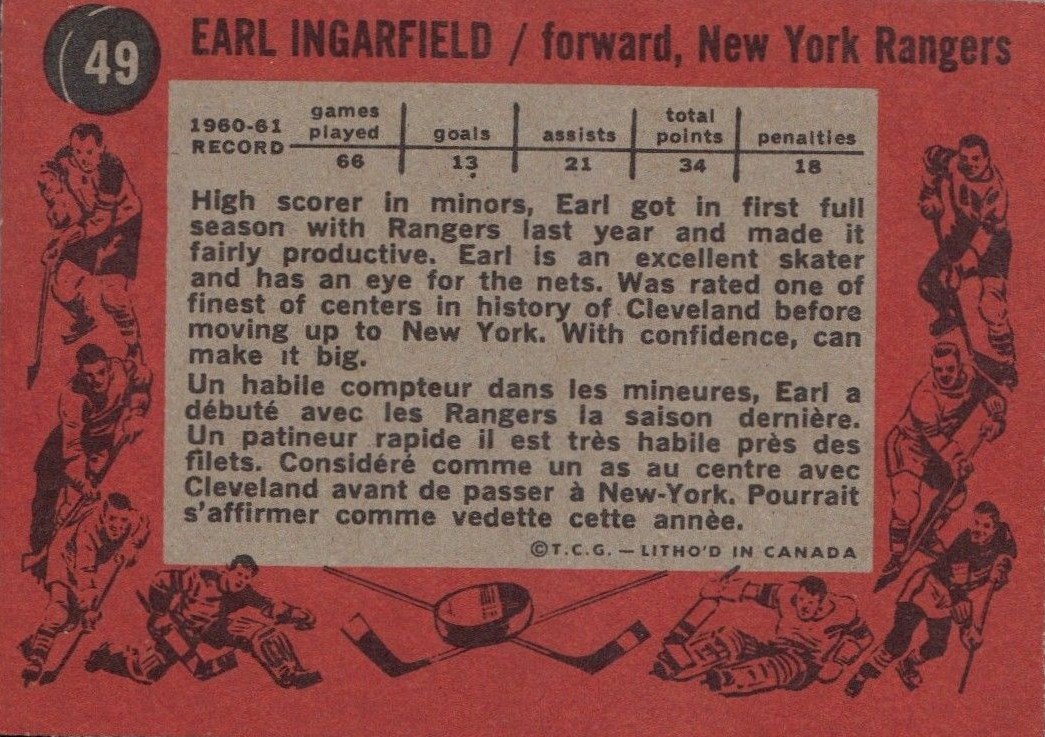 49
EARL INGARFIELD / forward, New York Rangers
1960-61 RECORD games played goals assists total points penalties
66 13 21 34 18
High scorer in minors, Earl got in first full
season with Rangers last year and made it
fairly productive. Earl is an excellent skater
and has an eye for the nets. Was rated one of
finest of centers in history of Cleveland before
moving up to New York. With confidence, can
make it big.
Un habile compteur dans les mineures, Earl a
débuté avec les Rangers la saison dernière.
Un patineur rapide il est très habile près des
filets. Considéré comme un as au centre avec
Cleveland avant de passer à New-York. Pourrait
s'affirmer comme vedette cette annèe.
©T.C.G. — LITHO'D IN CANADA